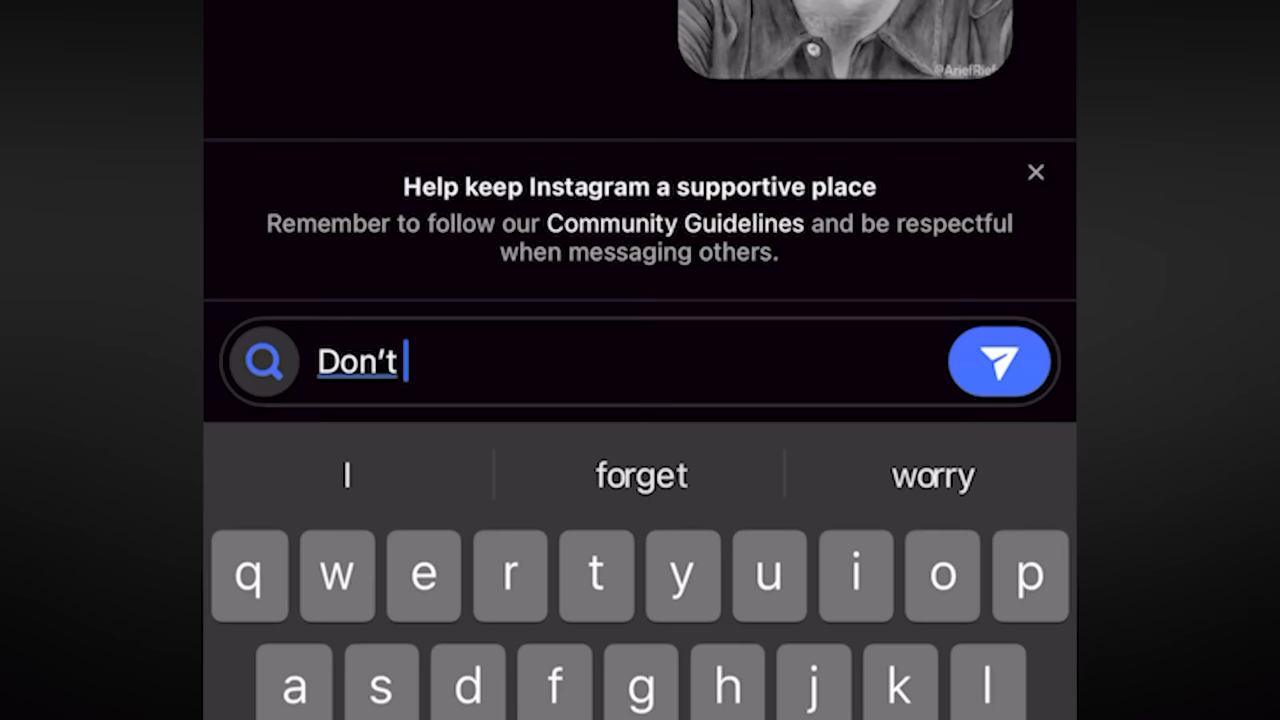 @AriefRief
Help keep Instagram a supportive place
Remember to follow our Community Guidelines and be respectful
when messaging others.
Don’t
I forget worry
q w e r t y u i o p
a s d f g h j k l